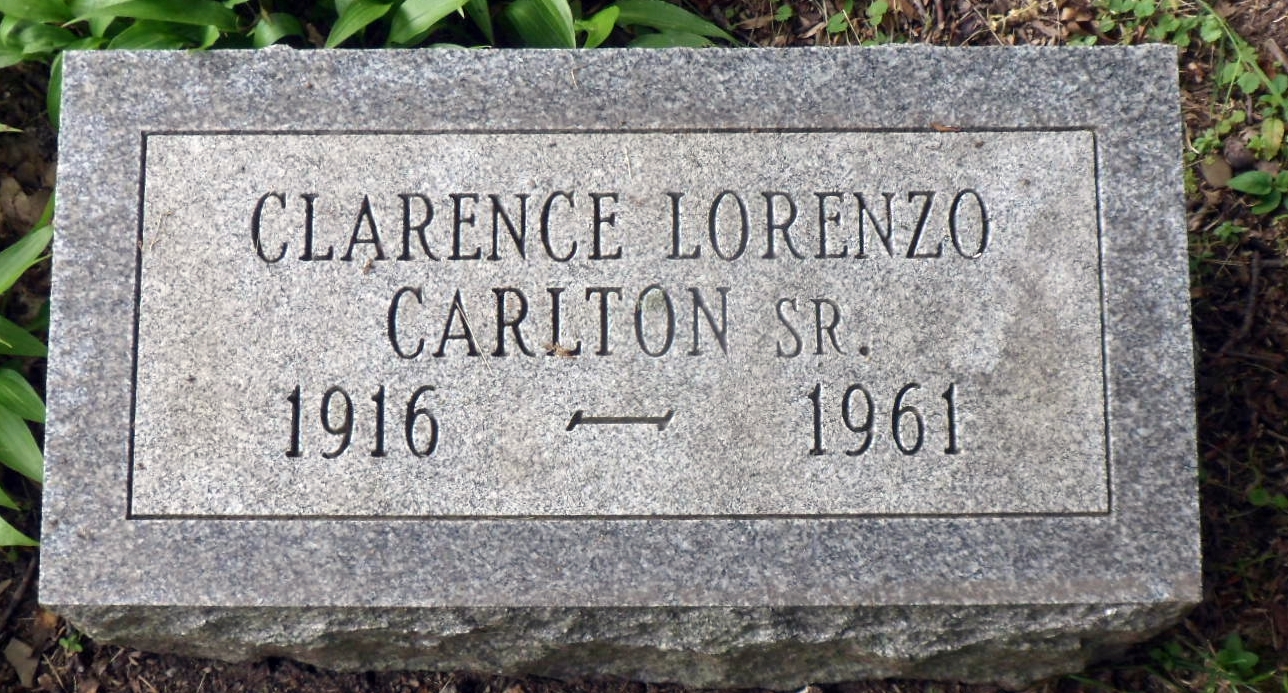 CLARENCE LORENZO
CARLTON SR.
1916 — 1961